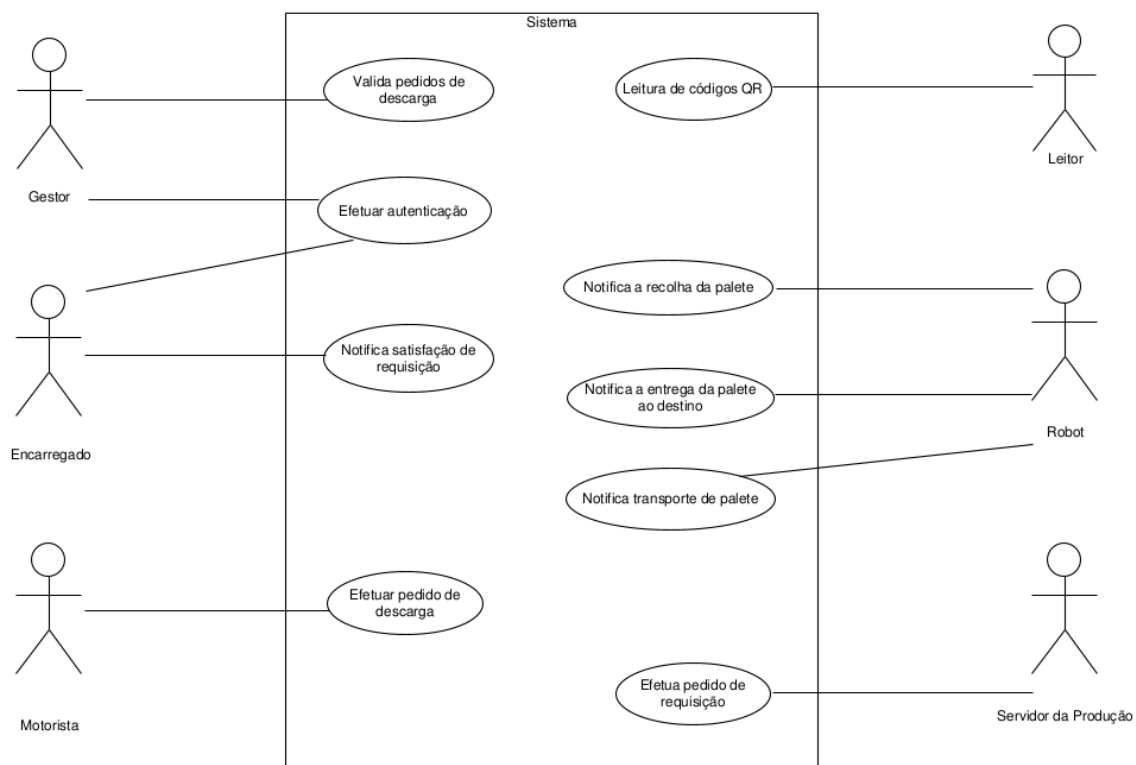 Sistema
Valida pedidos de
descarga
Leitura de códigos QR
Leitor
Gestor
Efetuar autenticação
Notifica a recolha da palete
Notifica satisfação de
requisição
Notifica a entrega da palete
ao destino
Robot
Encarregado
Notifica transporte de palete
Efetuar pedido de
descarga
Efetua pedido de
requisição
Motorista
Servidor da Produção